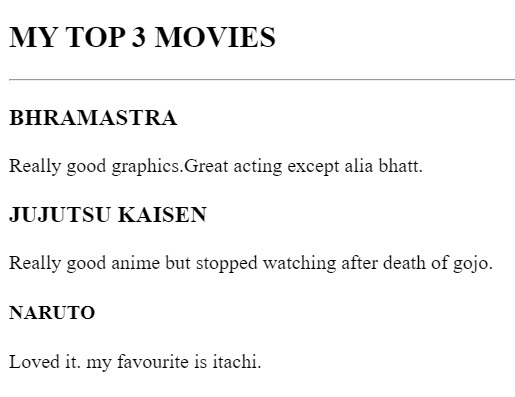 MY TOP 3 MOVIES
BHRAMASTRA
Really good graphics.Great acting except alia bhatt.
JUJUTSU KAISEN
Really good anime but stopped watching after death of gojo.
NARUTO
Loved it. my favourite is itachi.